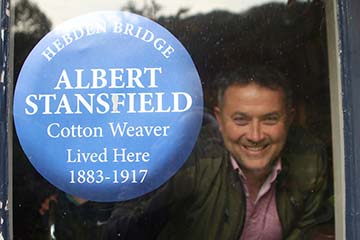 HEBDEN BRIDGE
ALBERT
STANSFIELD
Cotton Weaver
Lived Here
1883-1917